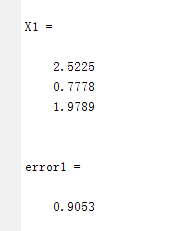 X1 =
2.5225
0.7778
1.9789
error1 =
0.9053